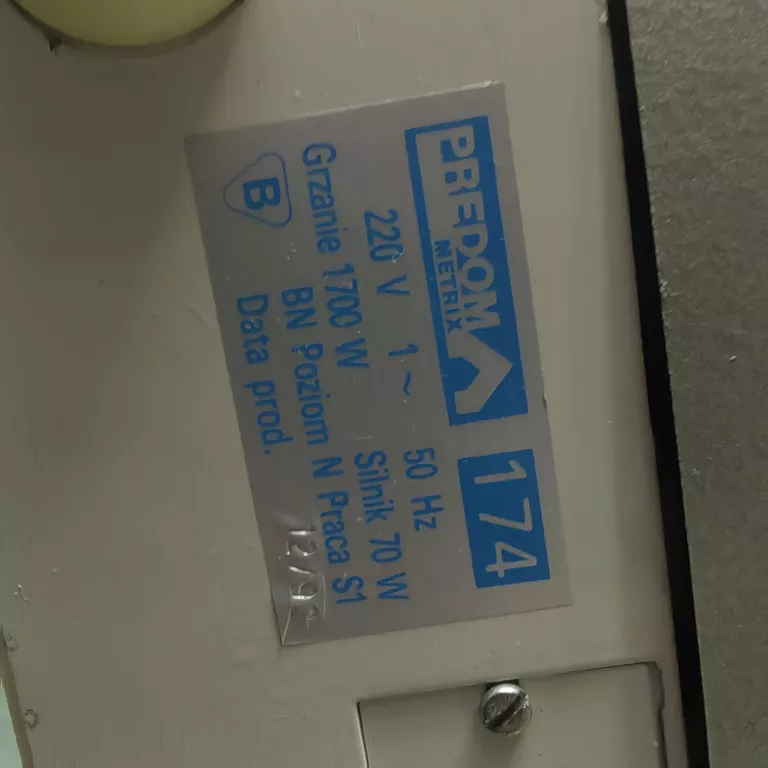 PREDOM
METRIX
174
220 V 1~ 50 Hz
Grzanie 1700 W Silnik 70 W
BN Poziom N Praca S1
B
Data prod.